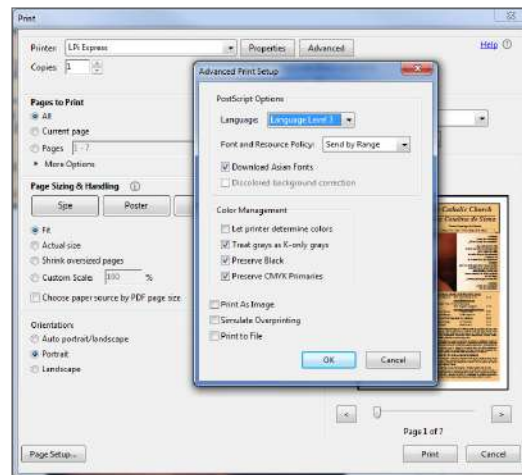 Print
Printer: LPi Express Properties Advanced Help
Copies: 1
Pages to Print
All
Current page
Pages 1 - 7
More Options
Page Sizing & Handling
Size Poster
Fit
Actual size
Shrink oversized pages
Custom Scale: 100 %
Choose paper source by PDF page size
Orientation:
Auto portrait/landscape
Portrait
Landscape
Advanced Print Setup
PostScript Options
Language: Language Level 3
Font and Resource Policy: Send by Range
Download Asian Fonts
Discolored background correction
Color Management
Let printer determine colors
Treat grays as K-only grays
Preserve Black
Preserve CMYK Primaries
Print As Image
Simulate Overprinting
Print to File
OK Cancel
Catholic Church
Catalina de Siena
< >
Page 1 of 7
Page Setup... Print Cancel